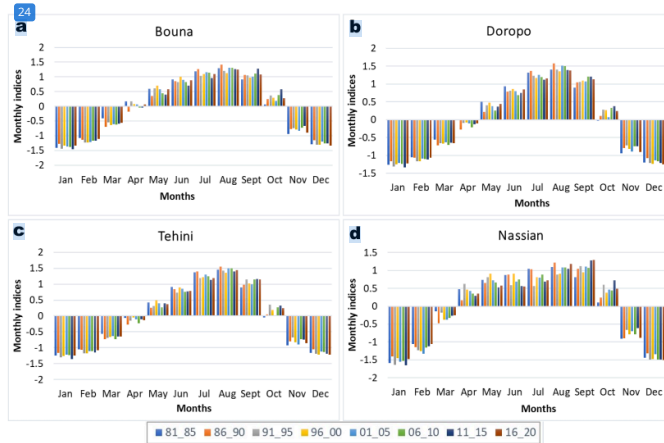 24
a
Bouna
Monthly indices
2
1.5
1
0.5
0
-0.5
-1
-1.5
-2
Jan Feb Mar Apr May Jun Jul Aug Sept Oct Nov Dec
Months
b
Doropo
Monthly indices
2
1.5
1
0.5
0
-0.5
-1
-1.5
Jan Feb Mar Apr May Jun Jul Aug Sept Oct Nov Dec
Months
c
Tehini
Monthly indices
2
1.5
1
0.5
0
-0.5
-1
-1.5
-2
Jan Feb Mar Apr May Jun Jul Aug Sept Oct Nov Dec
Months
d
Nassian
Monthly indices
1.5
1
0.5
0
-0.5
-1
-1.5
-2
Jan Feb Mar Apr May Jun Jul Aug Sept Oct Nov Dec
Months
81_85 86_90 91_95 96_00 01_05 06_10 11_15 16_20